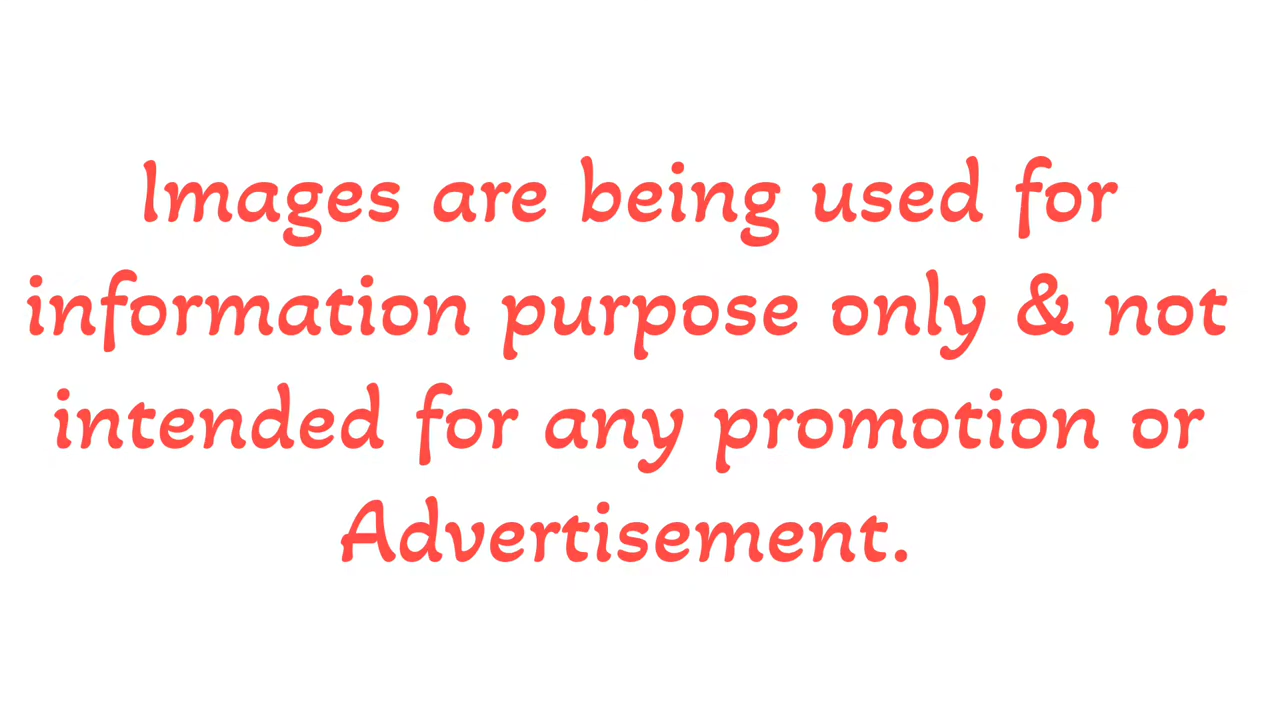 Images are being used for
information purpose only & not
intended for any promotion or
Advertisement.